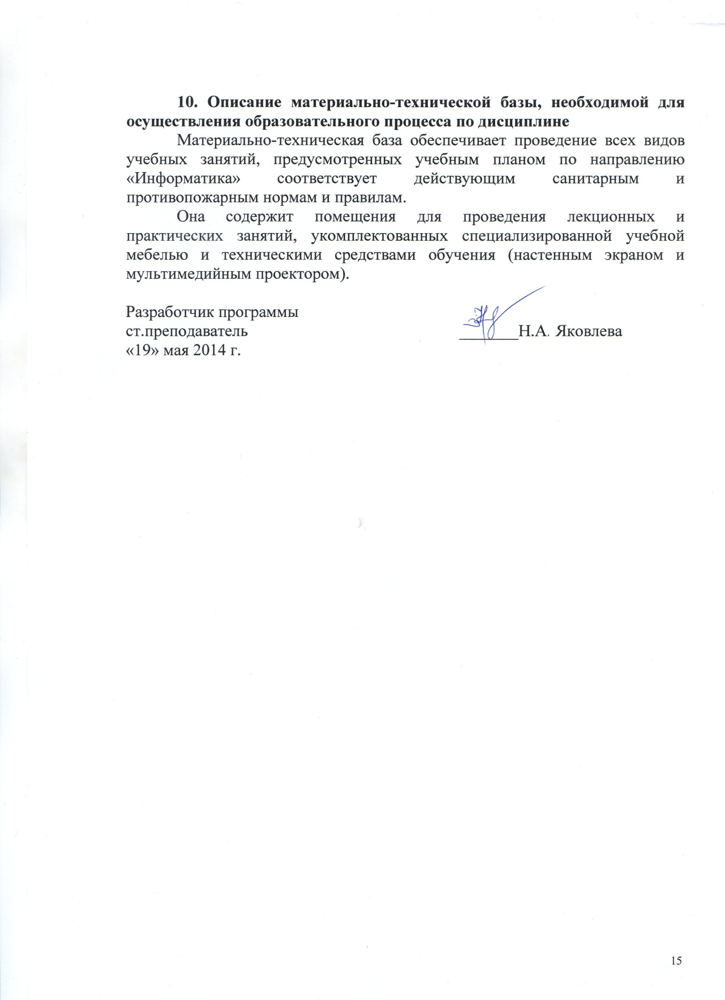 10. Описание материально-технической базы, необходимой для
осуществления образовательного процесса по дисциплине
Материально-техническая база обеспечивает проведение всех видов
учебных занятий, предусмотренных учебным планом по направлению
«Информатика» соответствует действующим санитарным и
противопожарным нормам и правилам.
Она содержит помещения для проведения лекционных и
практических занятий, укомплектованных специализированной учебной
мебелью и техническими средствами обучения (настенным экраном и
мультимедийным проектором).
Разработчик программы
ст.преподаватель _______Н.А. Яковлева
«19» мая 2014 г.
15